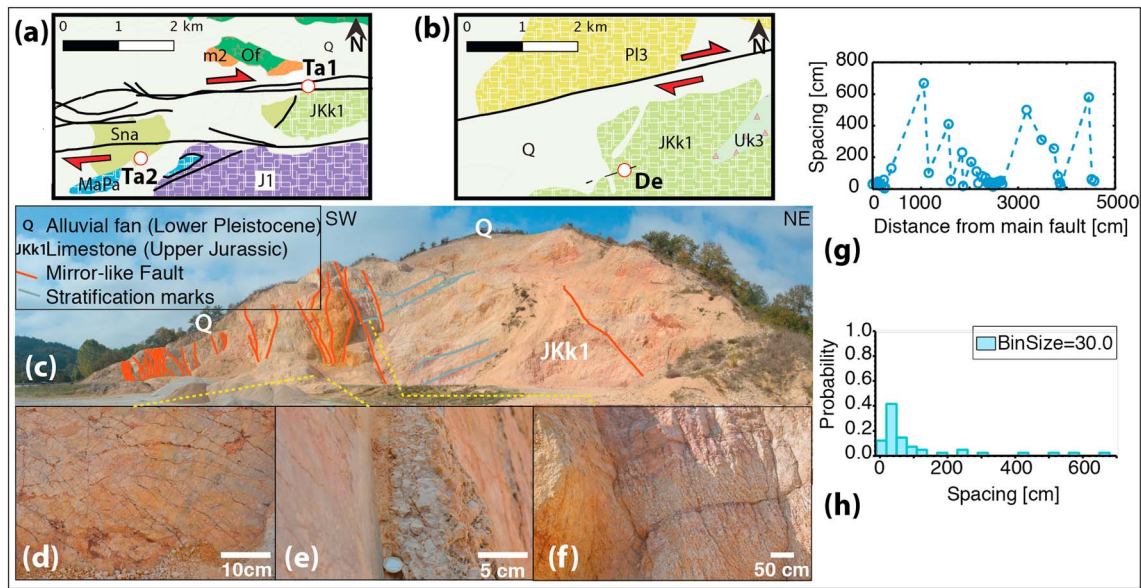 (a)
0 1 2 km
N
m2 Of Q
Ta1
JKk1
Sna
Ta2
MaPa
J1
(b)
0 1 2 km
N
Pl3
Q
JKk1
Uk3
De
SW
NE
Q Alluvial fan (Lower Pleistocene)
JKk1 Limestone (Upper Jurassic)
Mirror-like Fault
Stratification marks
Q
Q
JKk1
(c)
(d)
10cm
(e)
5 cm
(f)
50 cm
Spacing [cm]
800
600
400
200
0
0 1000 3000 5000
Distance from main fault [cm]
(g)
Probability
1.0
0.8
0.6
0.4
0.2
0.0
BinSize=30.0
0 200 400 600
Spacing [cm]
(h)